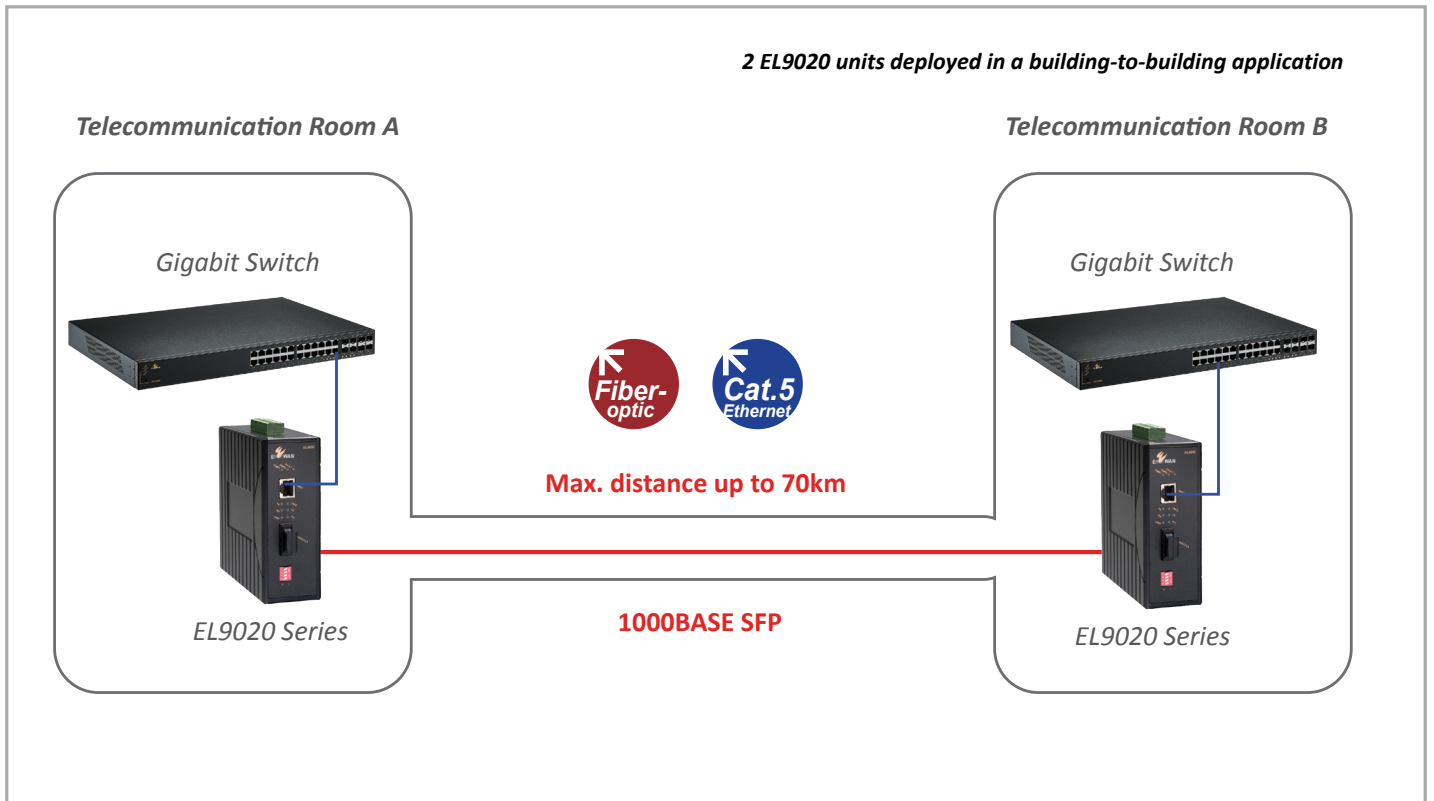 2 EL9020 units deployed in a building-to-building application
Telecommunication Room A
Telecommunication Room B
Gigabit Switch
Gigabit Switch
Fiber-
optic
Cat.5
Ethernet
Max. distance up to 70km
1000BASE SFP
EL9020 Series
EL9020 Series